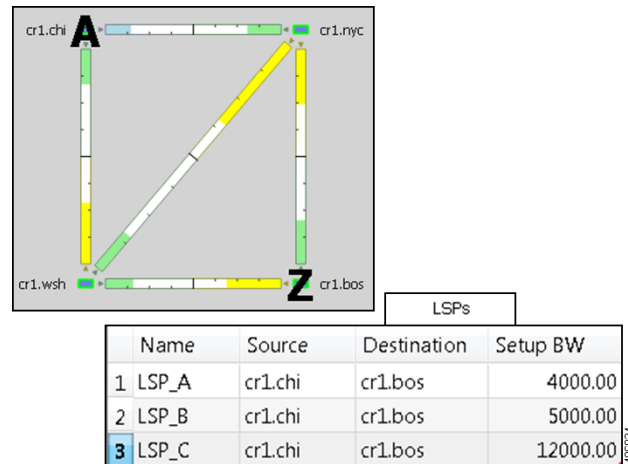 cr1.chi A cr1.nyc
cr1.wsh Z cr1.bos
LSPs
Name Source Destination Setup BW
1 LSP_A cr1.chi cr1.bos 4000.00
2 LSP_B cr1.chi cr1.bos 5000.00
3 LSP_C cr1.chi cr1.bos 12000.00